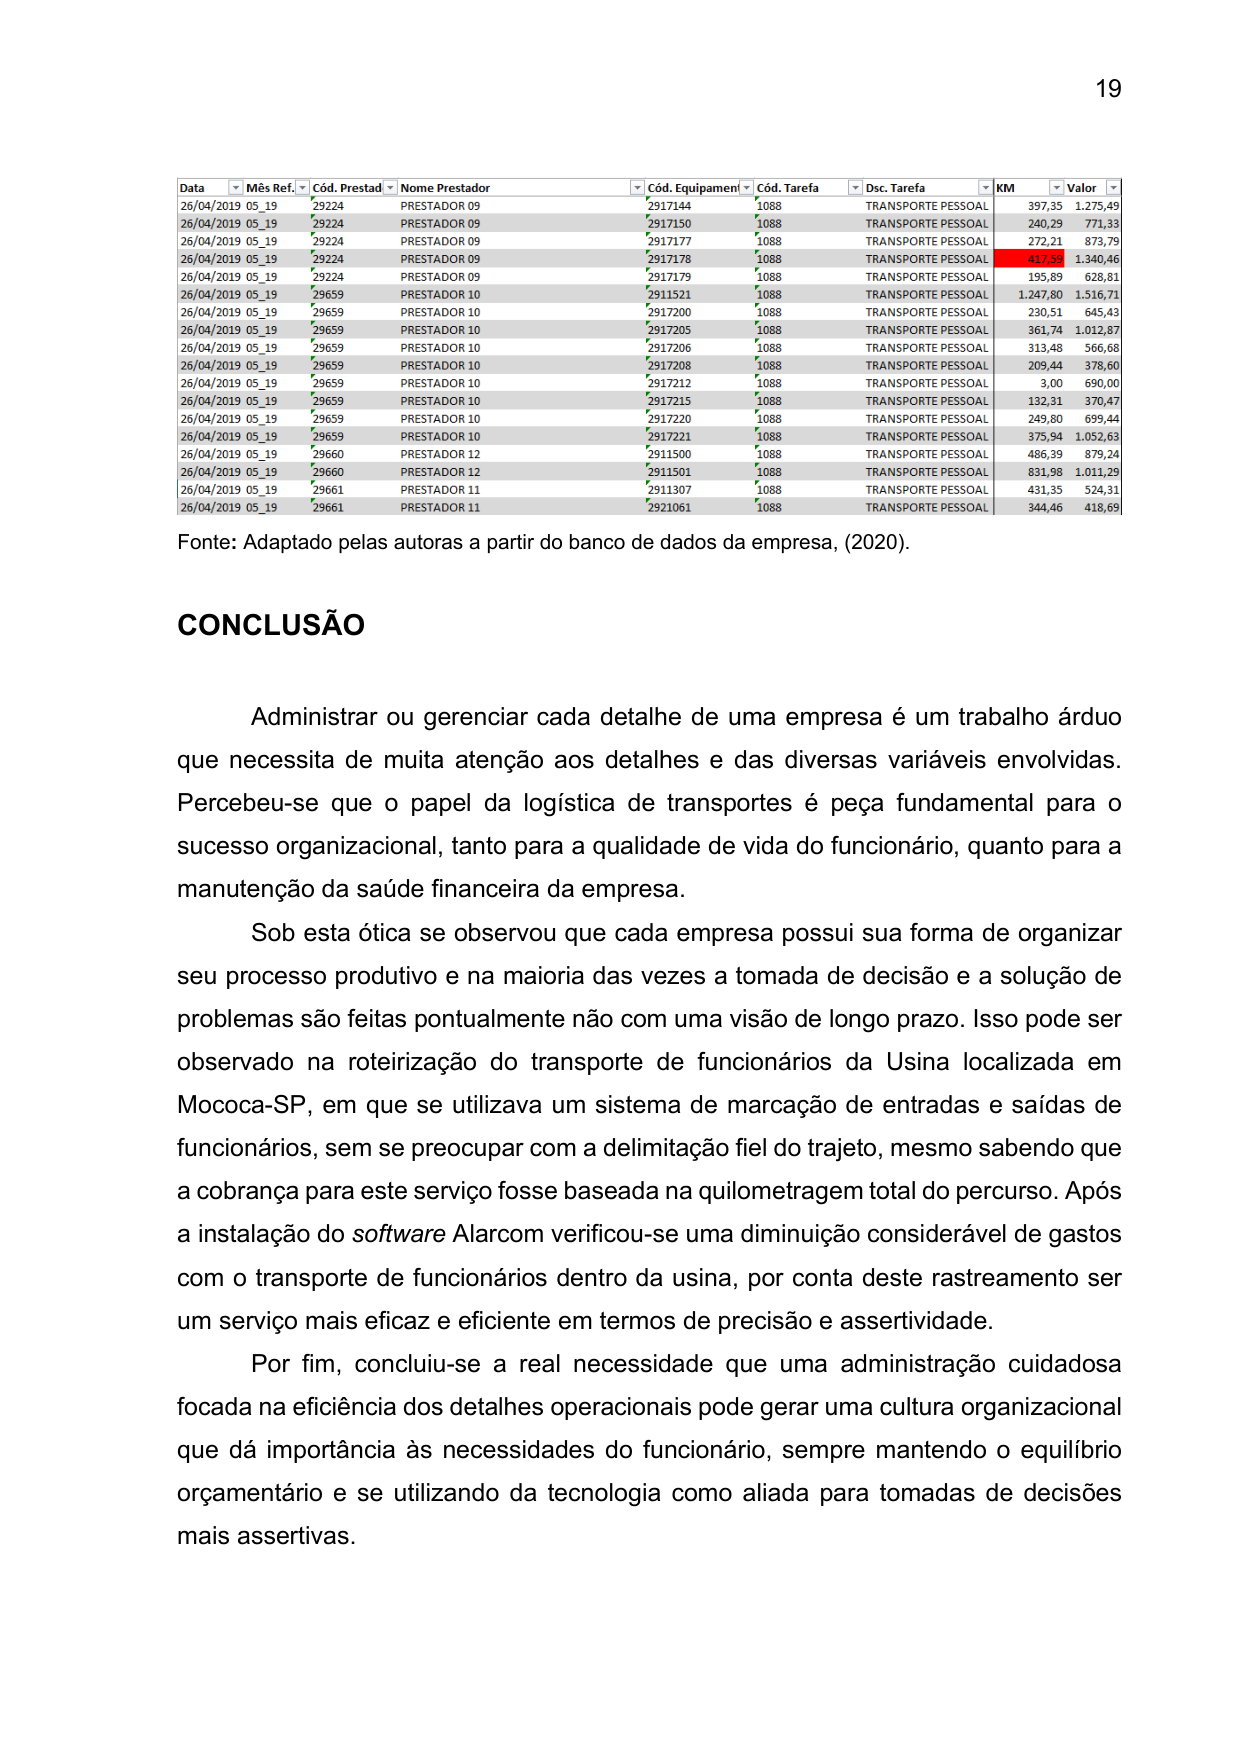 19
Data Mês Ref. Cód. Prestad Nome Prestador Cód. Equipament Cód. Tarefa Dsc. Tarefa KM Valor
26/04/2019 05_19 29224 PRESTADOR 09 2917144 1088 TRANSPORTE PESSOAL 397,35 1.275,49
26/04/2019 05_19 29224 PRESTADOR 09 2917150 1088 TRANSPORTE PESSOAL 240,29 771,33
26/04/2019 05_19 29224 PRESTADOR 09 2917177 1088 TRANSPORTE PESSOAL 272,21 873,79
26/04/2019 05_19 29224 PRESTADOR 09 2917178 1088 TRANSPORTE PESSOAL 417,59 1.340,46
26/04/2019 05_19 29224 PRESTADOR 09 2917179 1088 TRANSPORTE PESSOAL 195,89 628,81
26/04/2019 05_19 29659 PRESTADOR 10 2911521 1088 TRANSPORTE PESSOAL 1.247,80 1.516,71
26/04/2019 05_19 29659 PRESTADOR 10 2917200 1088 TRANSPORTE PESSOAL 230,51 645,43
26/04/2019 05_19 29659 PRESTADOR 10 2917205 1088 TRANSPORTE PESSOAL 361,74 1.012,87
26/04/2019 05_19 29659 PRESTADOR 10 2917206 1088 TRANSPORTE PESSOAL 313,48 566,68
26/04/2019 05_19 29659 PRESTADOR 10 2917208 1088 TRANSPORTE PESSOAL 209,44 378,60
26/04/2019 05_19 29659 PRESTADOR 10 2917212 1088 TRANSPORTE PESSOAL 3,00 690,00
26/04/2019 05_19 29659 PRESTADOR 10 2917215 1088 TRANSPORTE PESSOAL 132,31 370,47
26/04/2019 05_19 29659 PRESTADOR 10 2917220 1088 TRANSPORTE PESSOAL 249,80 699,44
26/04/2019 05_19 29659 PRESTADOR 10 2917221 1088 TRANSPORTE PESSOAL 375,94 1.052,63
26/04/2019 05_19 29660 PRESTADOR 12 2911500 1088 TRANSPORTE PESSOAL 486,39 879,24
26/04/2019 05_19 29660 PRESTADOR 12 2911501 1088 TRANSPORTE PESSOAL 831,98 1.011,29
26/04/2019 05_19 29661 PRESTADOR 11 2911307 1088 TRANSPORTE PESSOAL 431,35 524,31
26/04/2019 05_19 29661 PRESTADOR 11 2921061 1088 TRANSPORTE PESSOAL 344,46 418,69
Fonte: Adaptado pelas autoras a partir do banco de dados da empresa, (2020).
CONCLUSÃO
Administrar ou gerenciar cada detalhe de uma empresa é um trabalho árduo
que necessita de muita atenção aos detalhes e das diversas variáveis envolvidas.
Percebeu-se que o papel da logística de transportes é peça fundamental para o
sucesso organizacional, tanto para a qualidade de vida do funcionário, quanto para a
manutenção da saúde financeira da empresa.
Sob esta ótica se observou que cada empresa possui sua forma de organizar
seu processo produtivo e na maioria das vezes a tomada de decisão e a solução de
problemas são feitas pontualmente não com uma visão de longo prazo. Isso pode ser
observado na roteirização do transporte de funcionários da Usina localizada em
Mococa-SP, em que se utilizava um sistema de marcação de entradas e saídas de
funcionários, sem se preocupar com a delimitação fiel do trajeto, mesmo sabendo que
a cobrança para este serviço fosse baseada na quilometragem total do percurso. Após
a instalação do software Alarcom verificou-se uma diminuição considerável de gastos
com o transporte de funcionários dentro da usina, por conta deste rastreamento ser
um serviço mais eficaz e eficiente em termos de precisão e assertividade.
Por fim, concluiu-se a real necessidade que uma administração cuidadosa
focada na eficiência dos detalhes operacionais pode gerar uma cultura organizacional
que dá importância às necessidades do funcionário, sempre mantendo o equilíbrio
orçamentário e se utilizando da tecnologia como aliada para tomadas de decisões
mais assertivas.